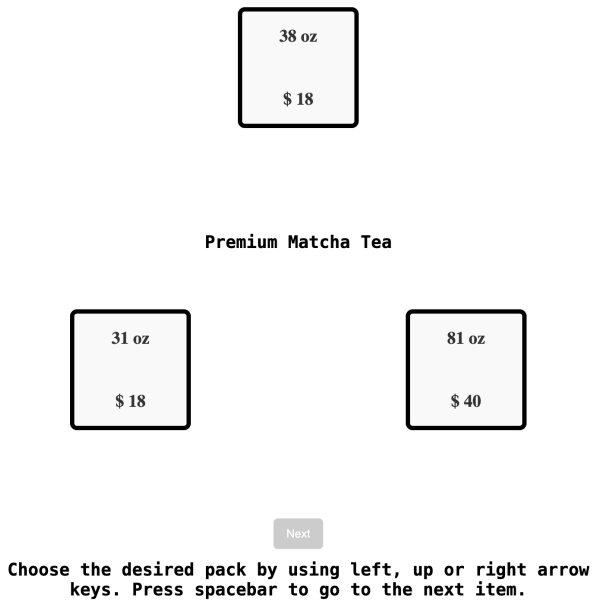 38 oz
$ 18
Premium Matcha Tea
31 oz
$ 18
81 oz
$ 40
Next
Choose the desired pack by using left, up or right arrow
keys. Press spacebar to go to the next item.